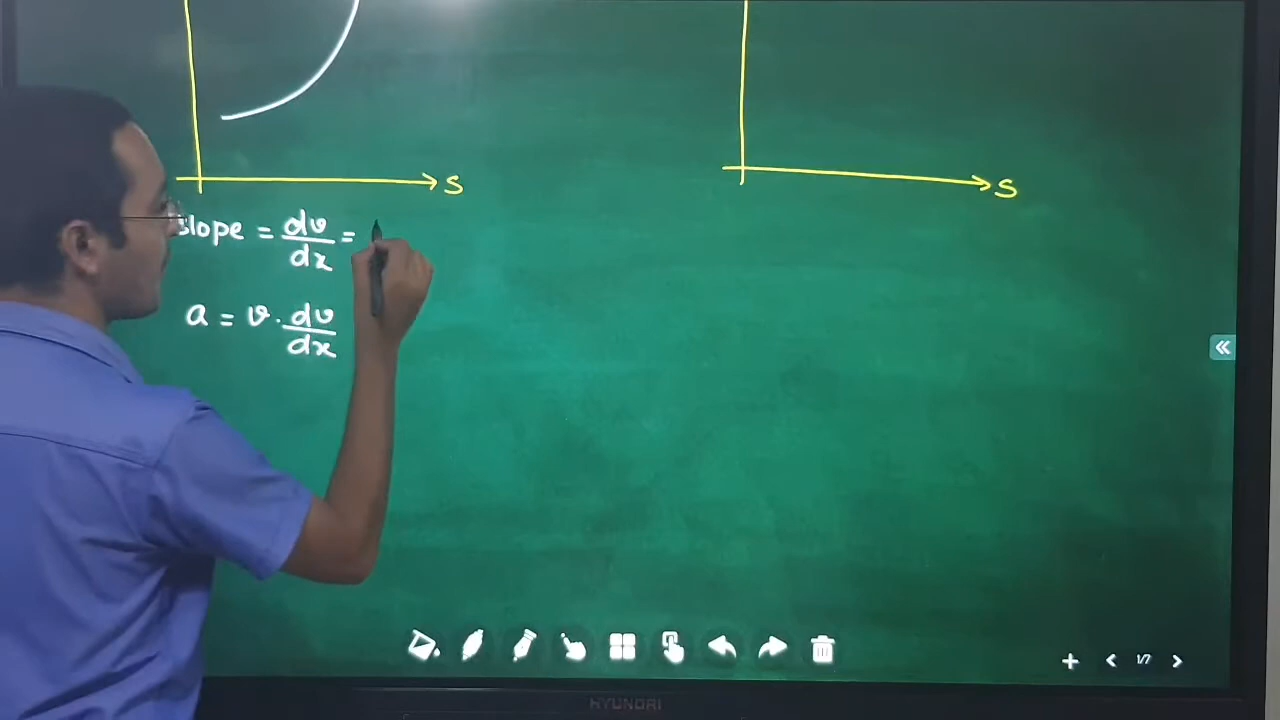 S
S
slope = dv/dx =
a = v · dv/dx
1/7
HYUNDAI